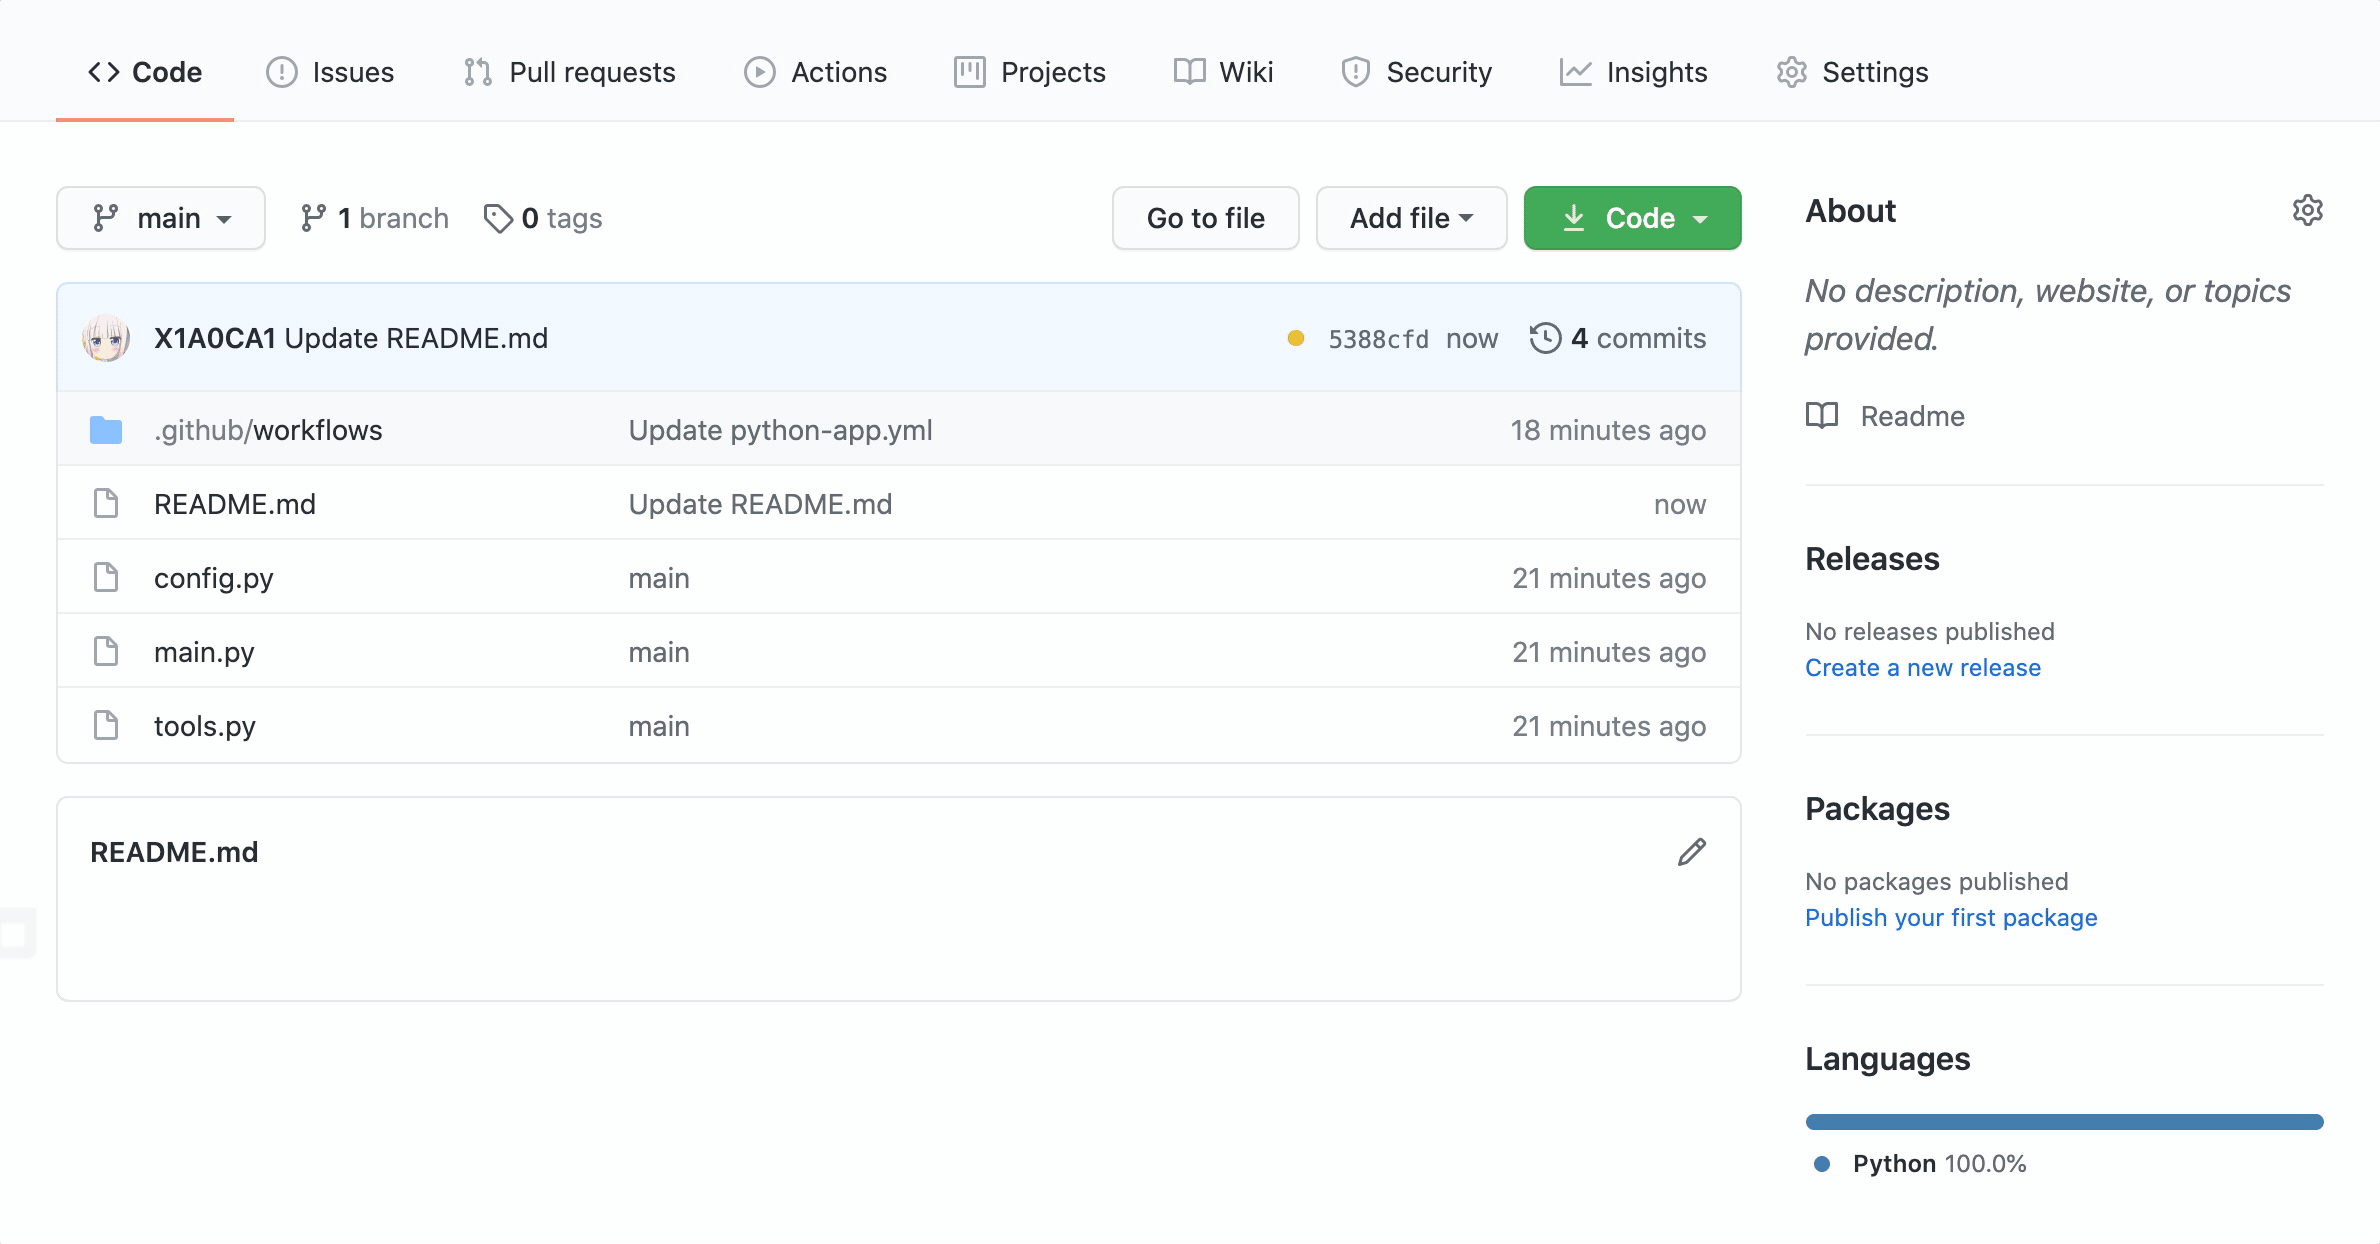 Code Issues Pull requests Actions Projects Wiki Security Insights Settings
main 1 branch 0 tags Go to file Add file Code
X1A0CA1 Update README.md 5388cfd now 4 commits
.github/workflows Update python-app.yml 18 minutes ago
README.md Update README.md now
config.py main 21 minutes ago
main.py main 21 minutes ago
tools.py main 21 minutes ago
README.md
About
No description, website, or topics
provided.
Readme
Releases
No releases published
Create a new release
Packages
No packages published
Publish your first package
Languages
Python 100.0%